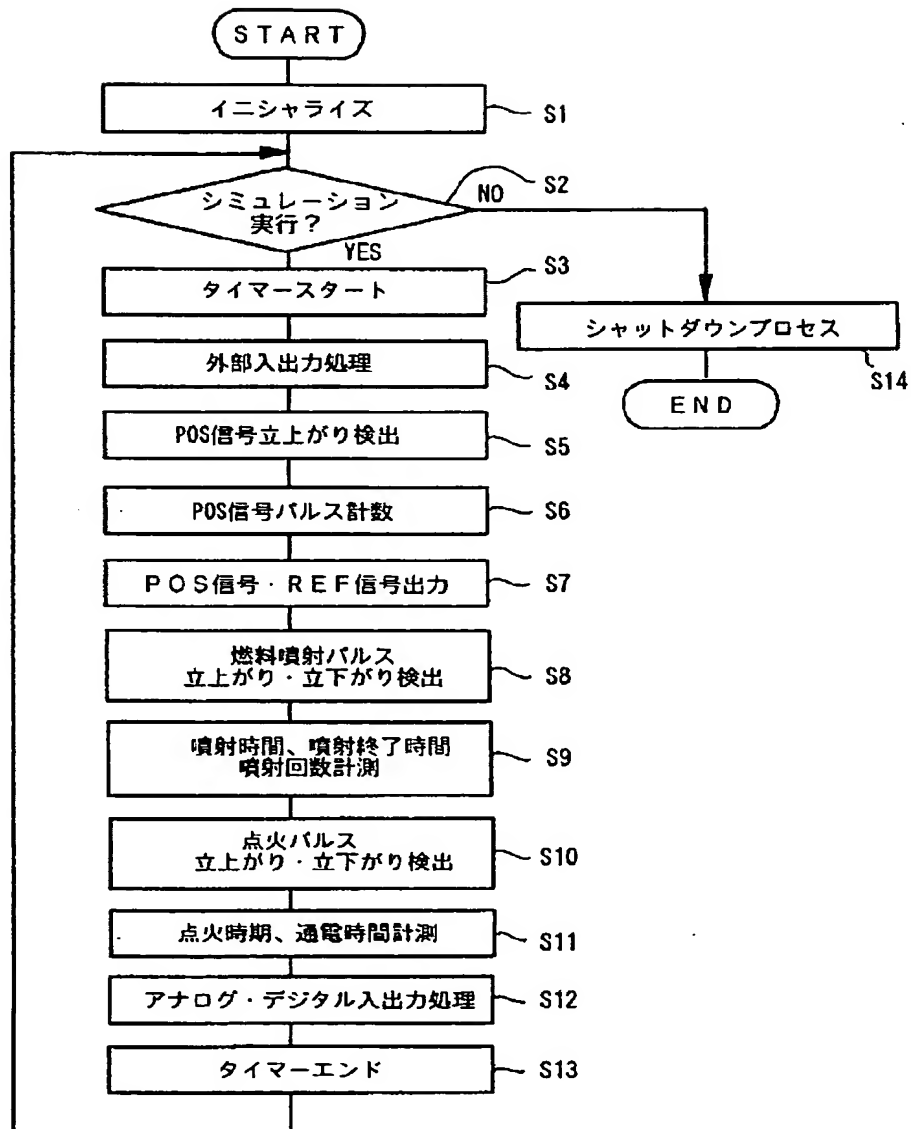 START
イニシャライズ
S1
シミュレーション
実行？
S2
NO
YES
タイマースタート
S3
シャットダウンプロセス
S14
外部入出力処理
S4
END
POS信号立上がり検出
S5
POS信号パルス計数
S6
POS信号・REF信号出力
S7
燃料噴射パルス
立上がり・立下がり検出
S8
噴射時間、噴射終了時間
噴射回数計測
S9
点火パルス
立上がり・立下がり検出
S10
点火時期、通電時間計測
S11
アナログ・デジタル入出力処理
S12
タイマーエンド
S13